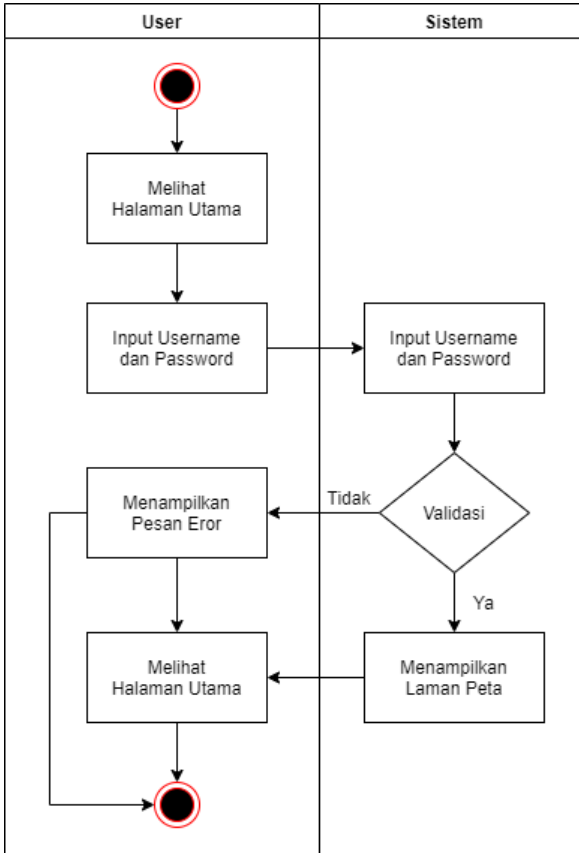 User
Sistem
Melihat
Halaman Utama
Input Username
dan Password
Input Username
dan Password
Menampilkan
Pesan Eror
Tidak
Validasi
Ya
Melihat
Halaman Utama
Menampilkan
Laman Peta